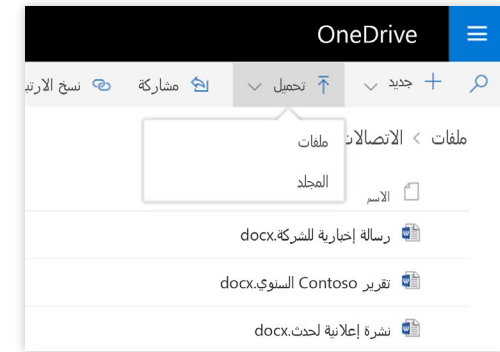 OneDrive
جديد تحميل مشاركة نسخ
ملفات
المجلد
ملفات > الاتصالات
الاسم
رسالة إخبارية للشركة.docx
تقرير Contoso السنوي.docx
نشرة إعلانية لحدث.docx